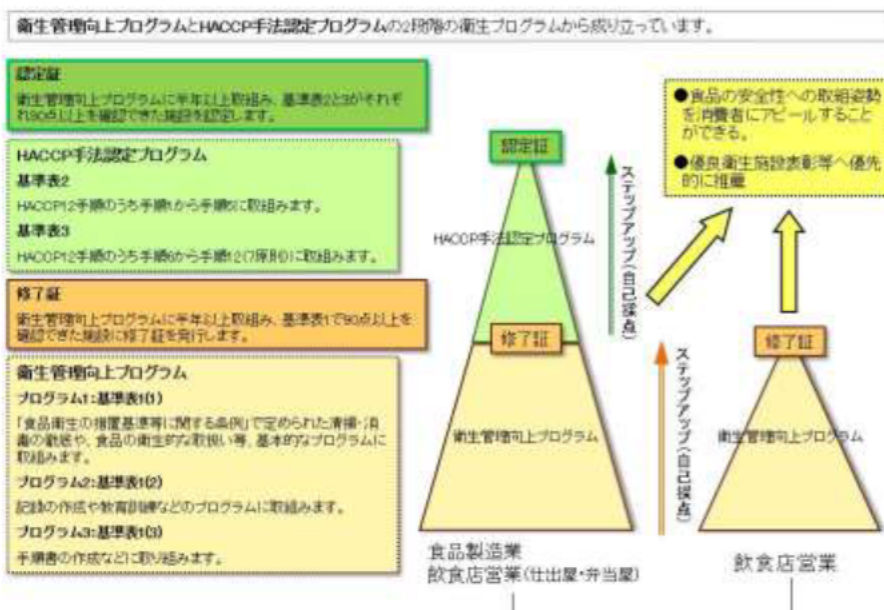 衛生管理向上プログラムとHACCP手法認定プログラムの2段階の衛生プログラムから成り立っています。
認定証
衛生管理向上プログラムに半年以上取組み、基準表2と3がそれぞ
れ90点以上を確認できた施設を認定します。
HACCP手法認定プログラム
基準表2
HACCP12手順のうち手順1から手順5に取組みます。
基準表3
HACCP12手順のうち手順6から手順12(7原則)に取組みます。
修了証
衛生管理向上プログラムに半年以上取組み、基準表1で90点以上を
確認できた施設に修了証を発行します。
衛生管理向上プログラム
プログラム1:基準表1(1)
「食品衛生の措置基準等に関する条例」で定められた清掃・消
毒の徹底や、食品の衛生的な取扱い等、基本的なプログラムに
取組みます。
プログラム2:基準表1(2)
記録の作成や教育訓練などのプログラムに取組みます。
プログラム3:基準表1(3)
手順書の作成などに取り組みます。
認定証
HACCP手法認定プログラム
修了証
衛生管理向上プログラム
食品製造業
飲食店営業(仕出屋・弁当屋)
ステップアップ(自己採点)
ステップアップ(自己採点)
●食品の安全性への取組姿勢
を消費者にアピールすること
ができる。
●優良衛生施設表彰等へ優先
的に推薦
修了証
衛生管理向上プログラム
飲食店営業